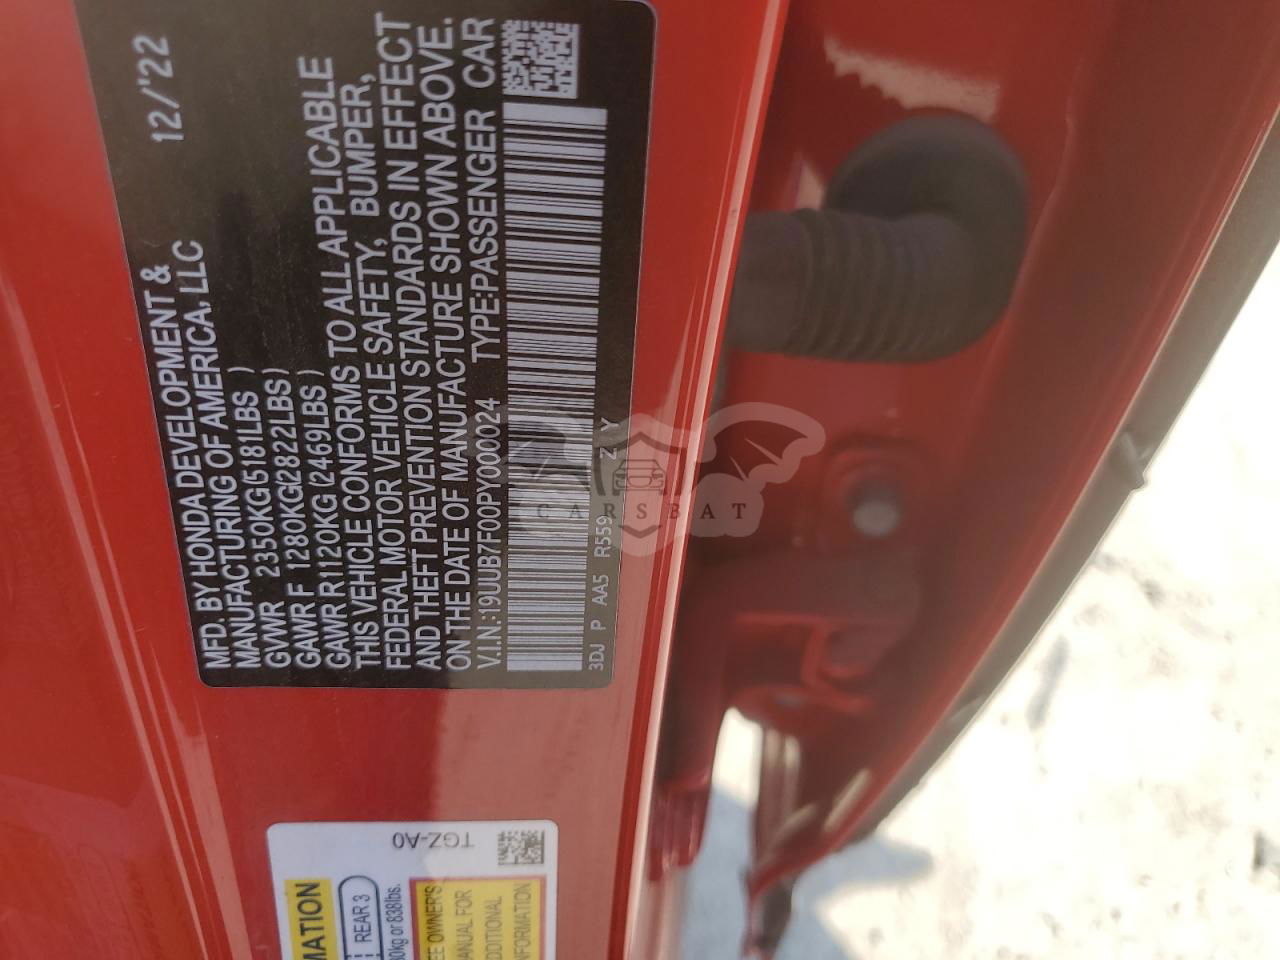 12/'22
MFD. BY HONDA DEVELOPMENT &
MANUFACTURING OF AMERICA, LLC
GVWR 2350KG(5181LBS )
GAWR F 1280KG(2822LBS)
GAWR R1120KG (2469LBS )
THIS VEHICLE CONFORMS TO ALL APPLICABLE
FEDERAL MOTOR VEHICLE SAFETY, BUMPER,
AND THEFT PREVENTION STANDARDS IN EFFECT
ON THE DATE OF MANUFACTURE SHOWN ABOVE.
V.I.N.:19UUB7F00PY000024 TYPE:PASSENGER CAR
3DJ P AA5 R559 Z Y
CARSBAT
TGZ-A0
REAR 3
OWNER'S